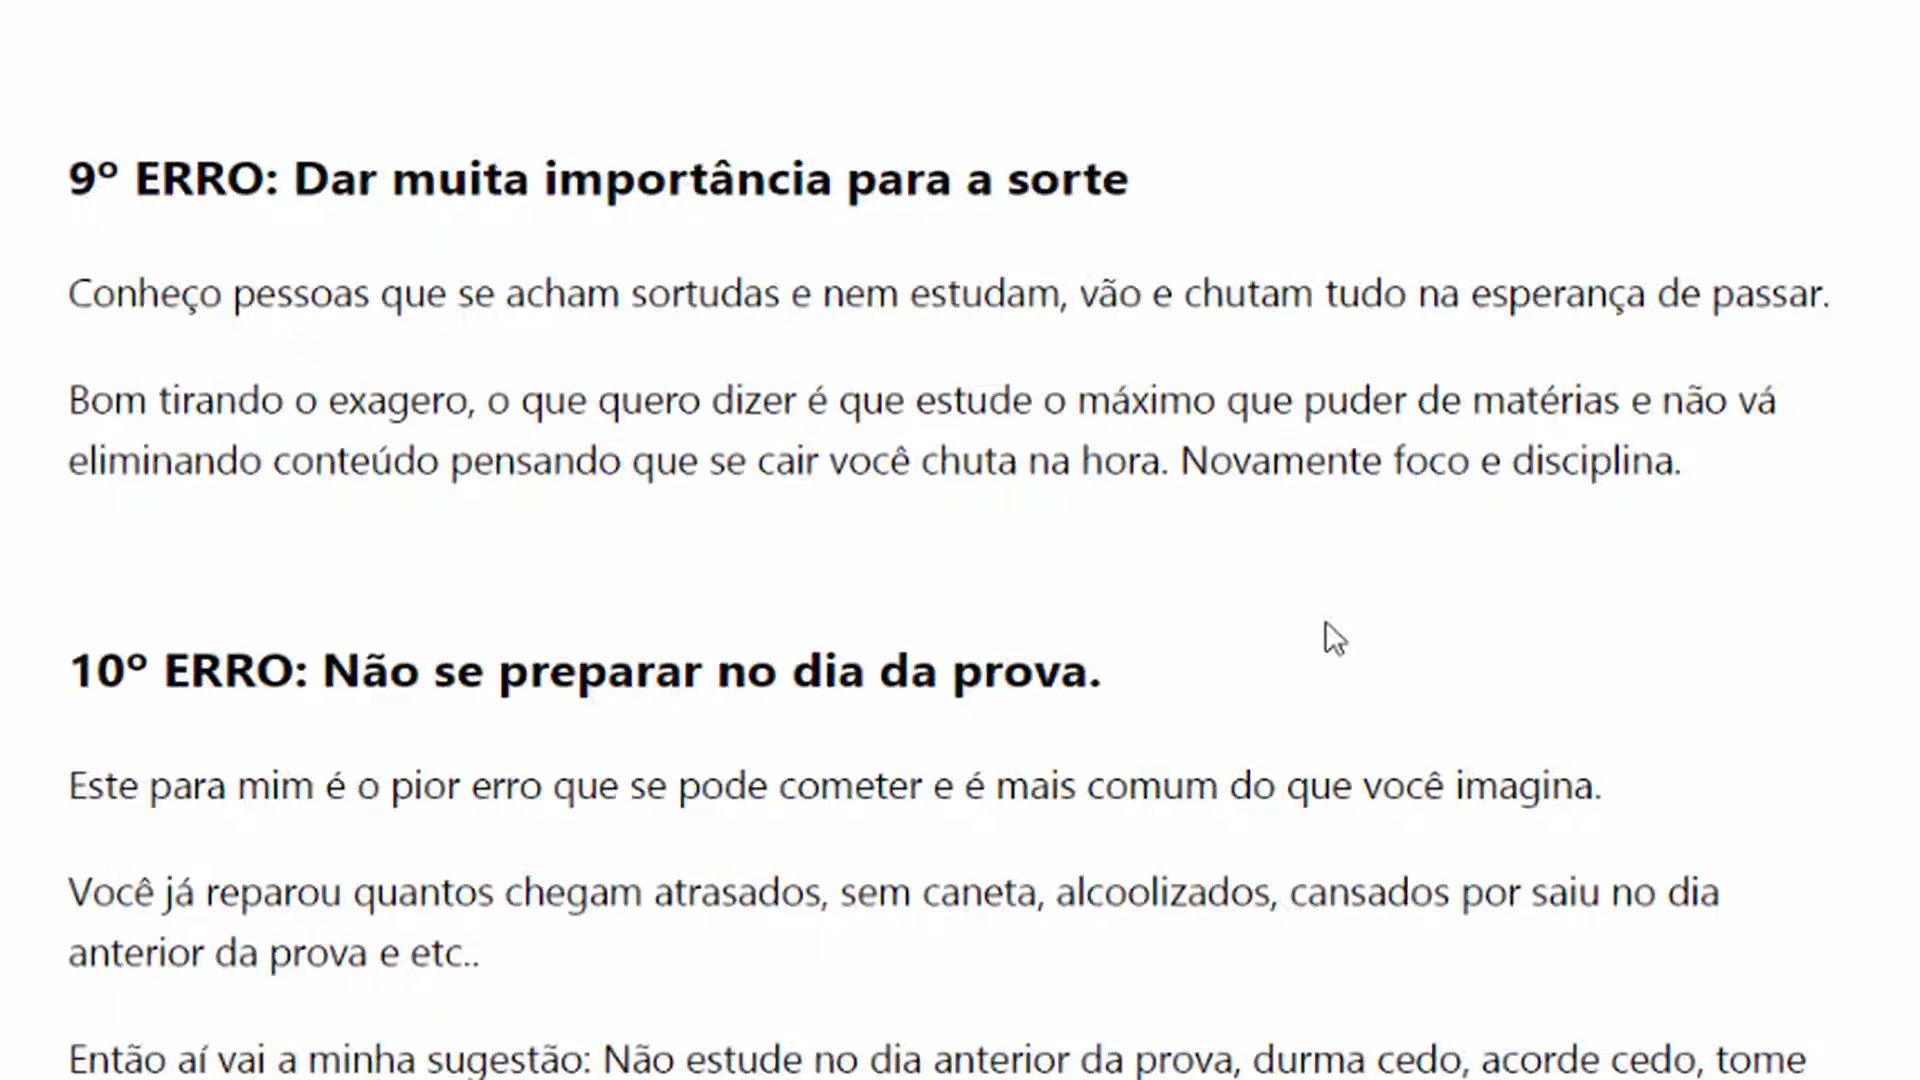 9º ERRO: Dar muita importância para a sorte
Conheço pessoas que se acham sortudas e nem estudam, vão e chutam tudo na esperança de passar.
Bom tirando o exagero, o que quero dizer é que estude o máximo que puder de matérias e não vá
eliminando conteúdo pensando que se cair você chuta na hora. Novamente foco e disciplina.
10º ERRO: Não se preparar no dia da prova.
Este para mim é o pior erro que se pode cometer e é mais comum do que você imagina.
Você já reparou quantos chegam atrasados, sem caneta, alcoolizados, cansados por saiu no dia
anterior da prova e etc..
Então aí vai a minha sugestão: Não estude no dia anterior da prova, durma cedo, acorde cedo, tome